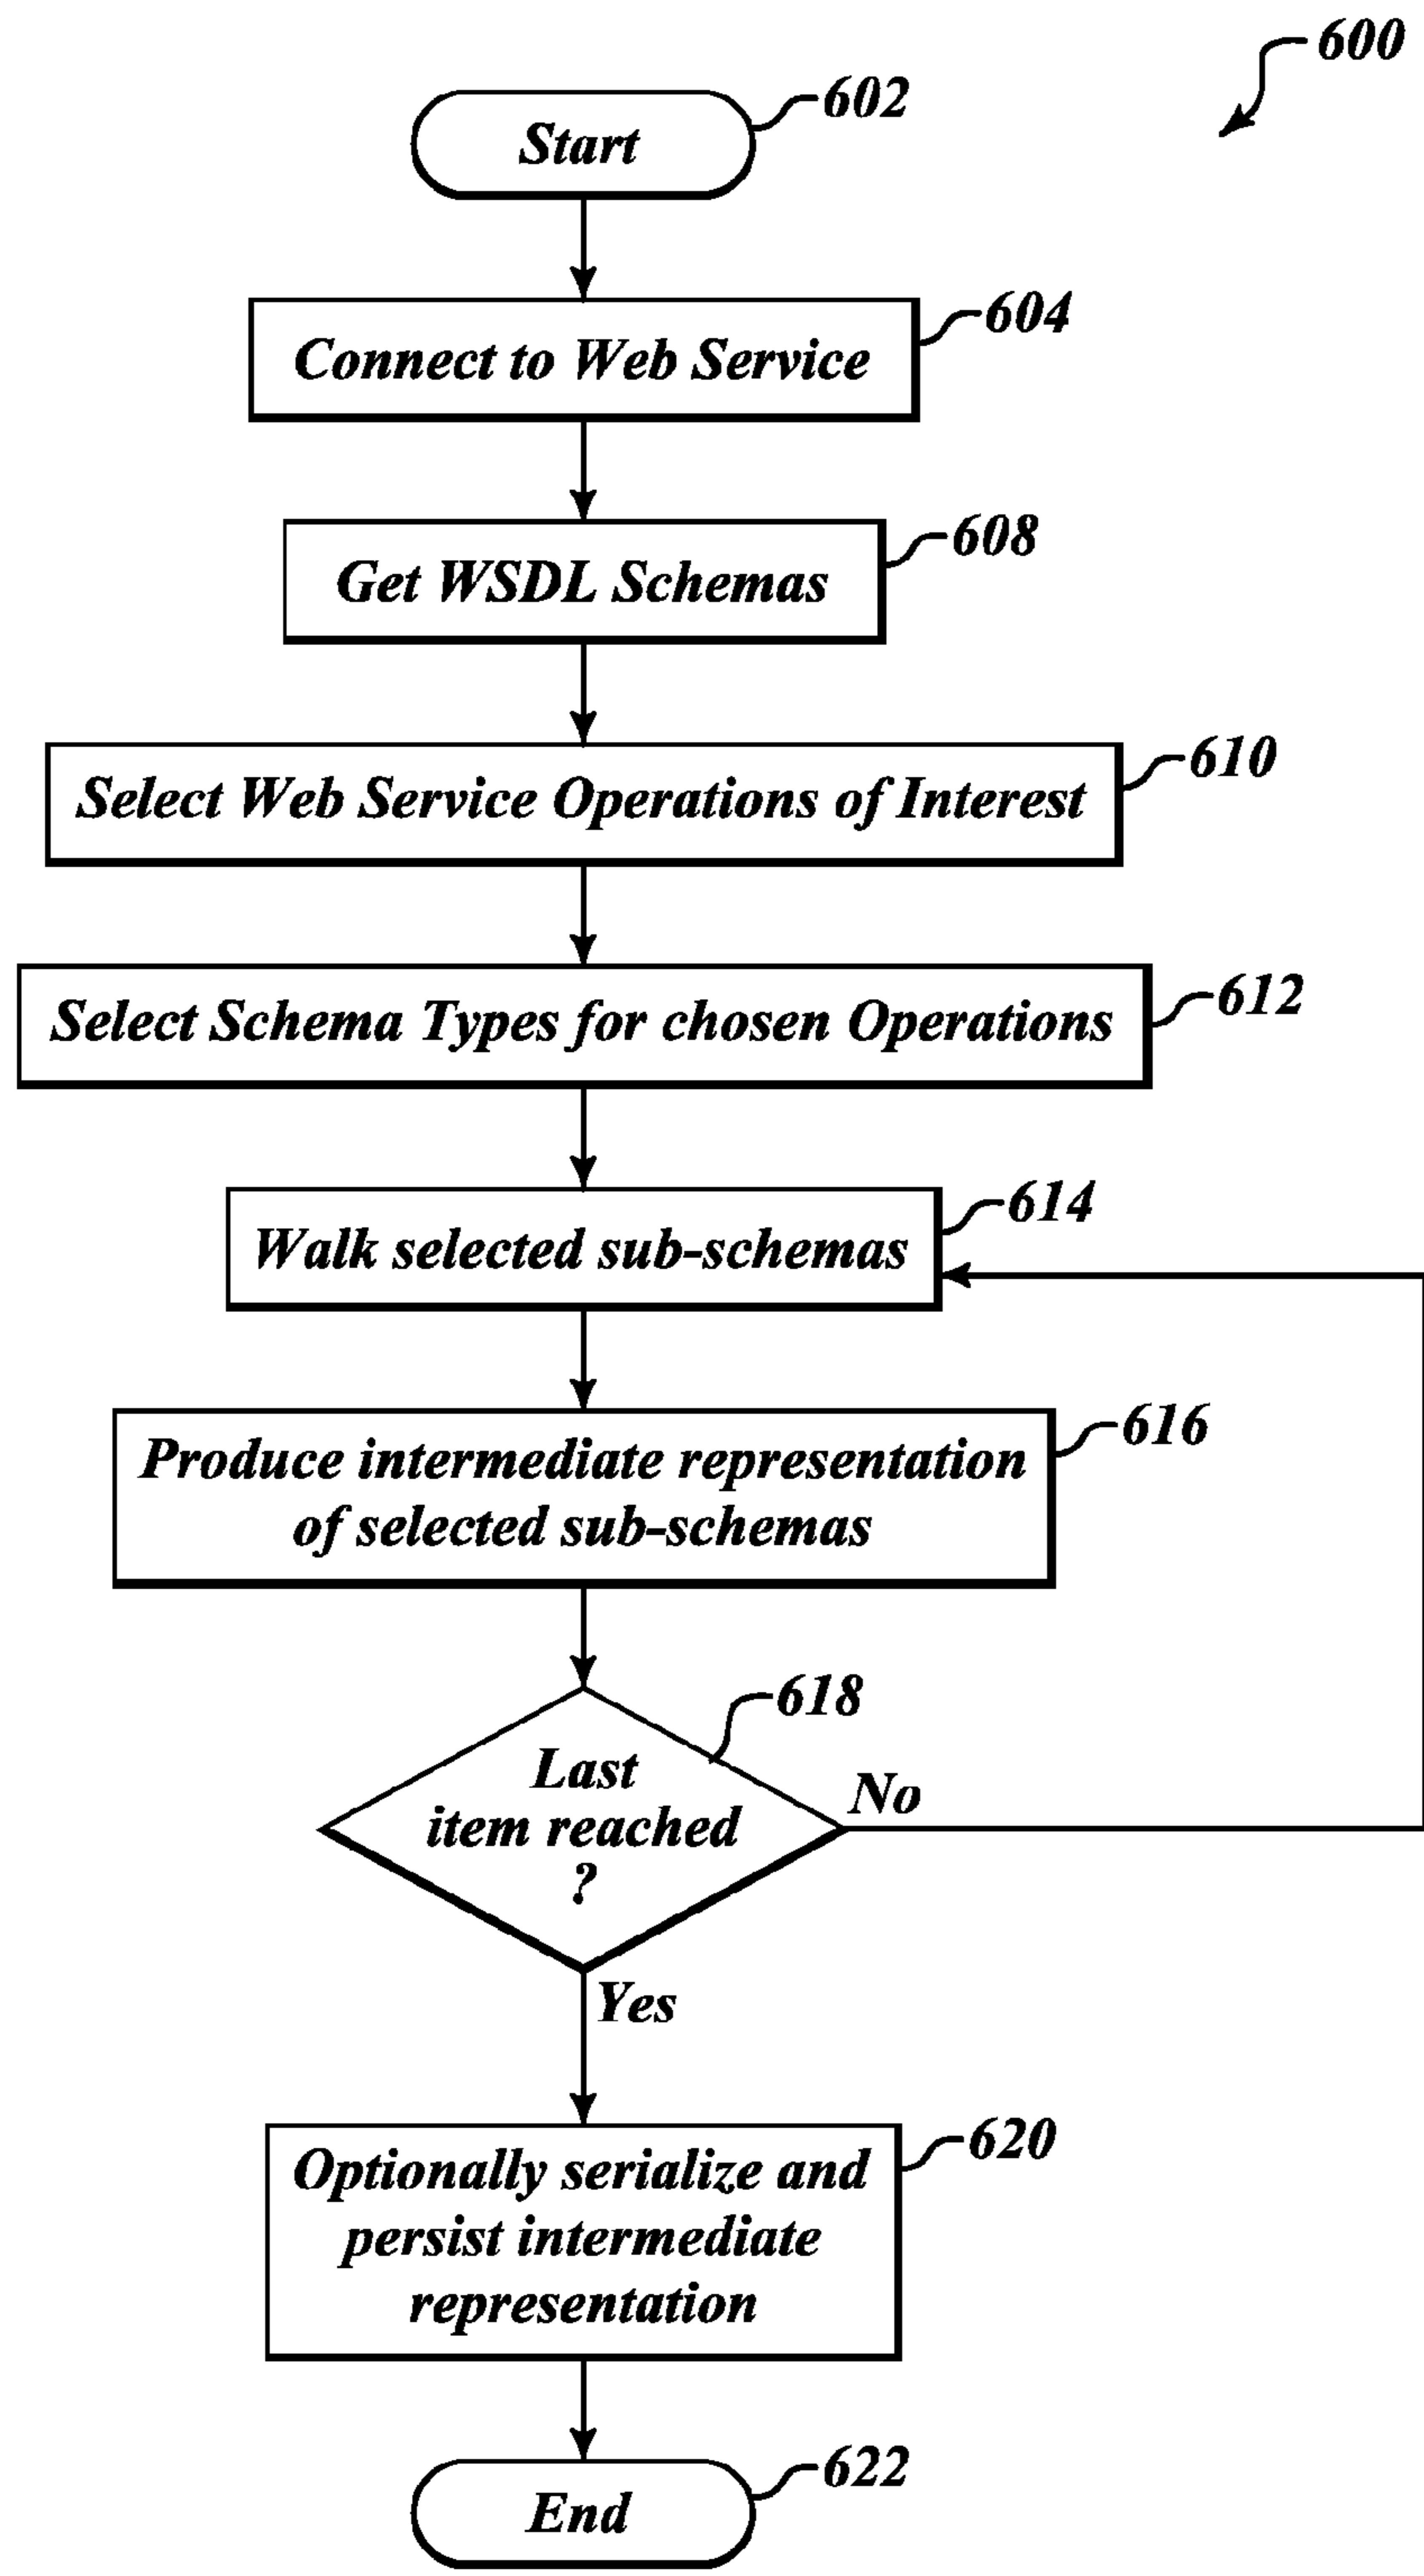 600
602
Start
604
Connect to Web Service
608
Get WSDL Schemas
610
Select Web Service Operations of Interest
612
Select Schema Types for chosen Operations
614
Walk selected sub-schemas
616
Produce intermediate representation
of selected sub-schemas
618
Last
item reached
?
No
Yes
620
Optionally serialize and
persist intermediate
representation
622
End